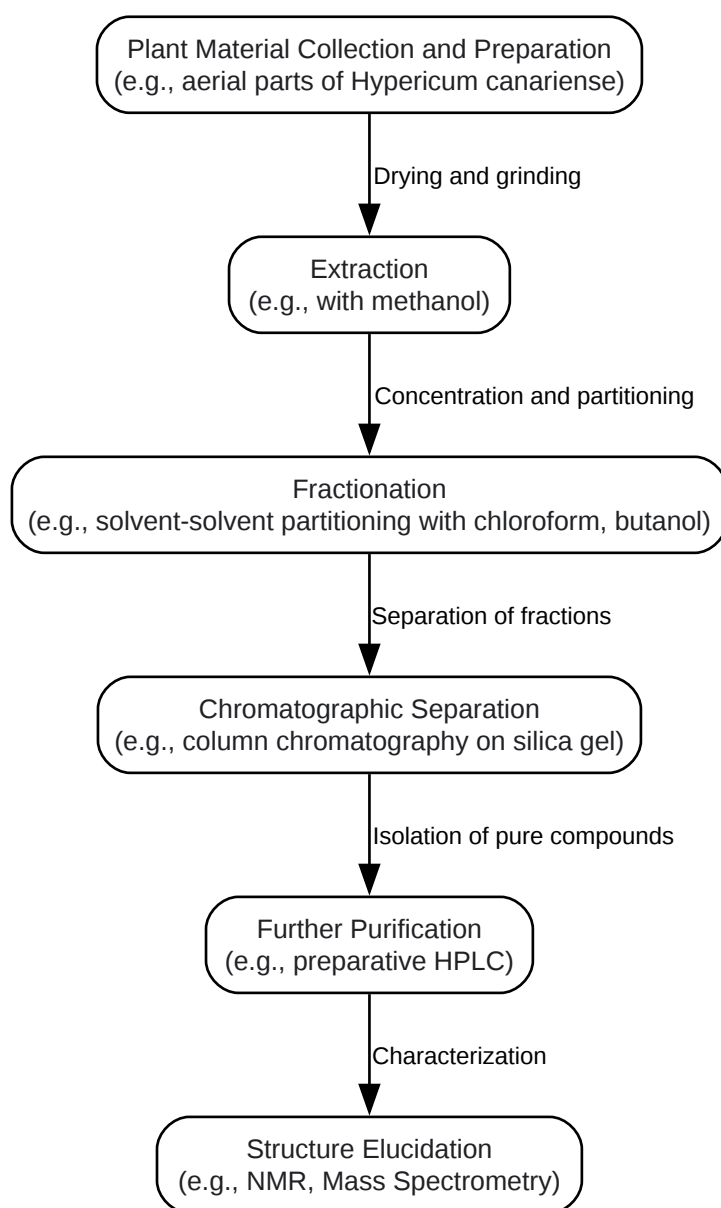 Plant Material Collection and Preparation
(e.g., aerial parts of Hypericum canariense)
Drying and grinding
Extraction
(e.g., with methanol)
Concentration and partitioning
Fractionation
(e.g., solvent-solvent partitioning with chloroform, butanol)
Separation of fractions
Chromatographic Separation
(e.g., column chromatography on silica gel)
Isolation of pure compounds
Further Purification
(e.g., preparative HPLC)
Characterization
Structure Elucidation
(e.g., NMR, Mass Spectrometry)